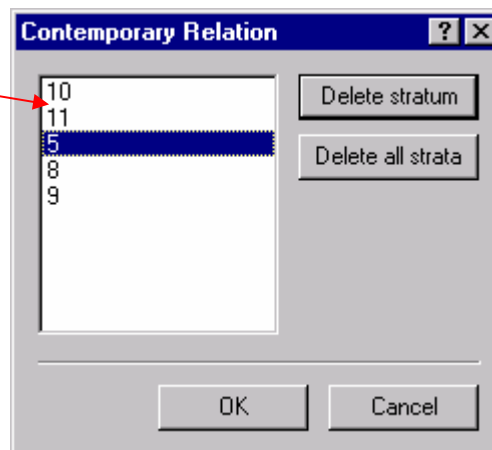 Contemporary Relation
10
11
5
8
9
Delete stratum
Delete all strata
OK
Cancel